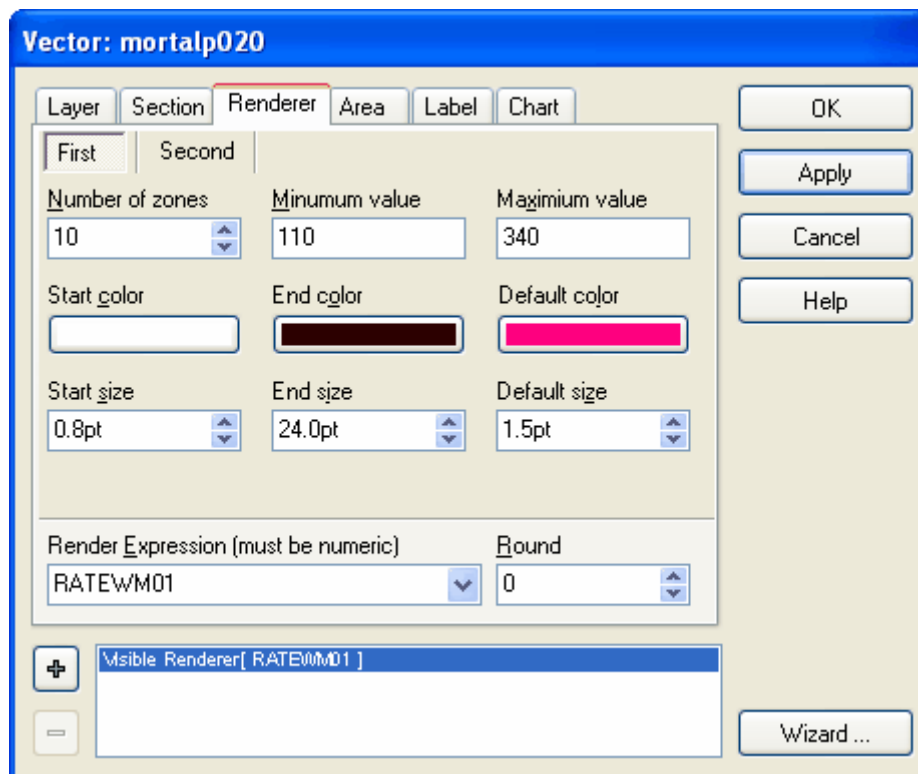 Vector: mortalp020
Layer Section Renderer Area Label Chart
OK
First Second
Apply
Number of zones Minumum value Maximium value
10 110 340
Cancel
Start color End color Default color
Help
Start size End size Default size
0.8pt 24.0pt 1.5pt
Render Expression (must be numeric) Round
RATEWM01 0
Visible Renderer[ RATEWM01 ]
Wizard ...